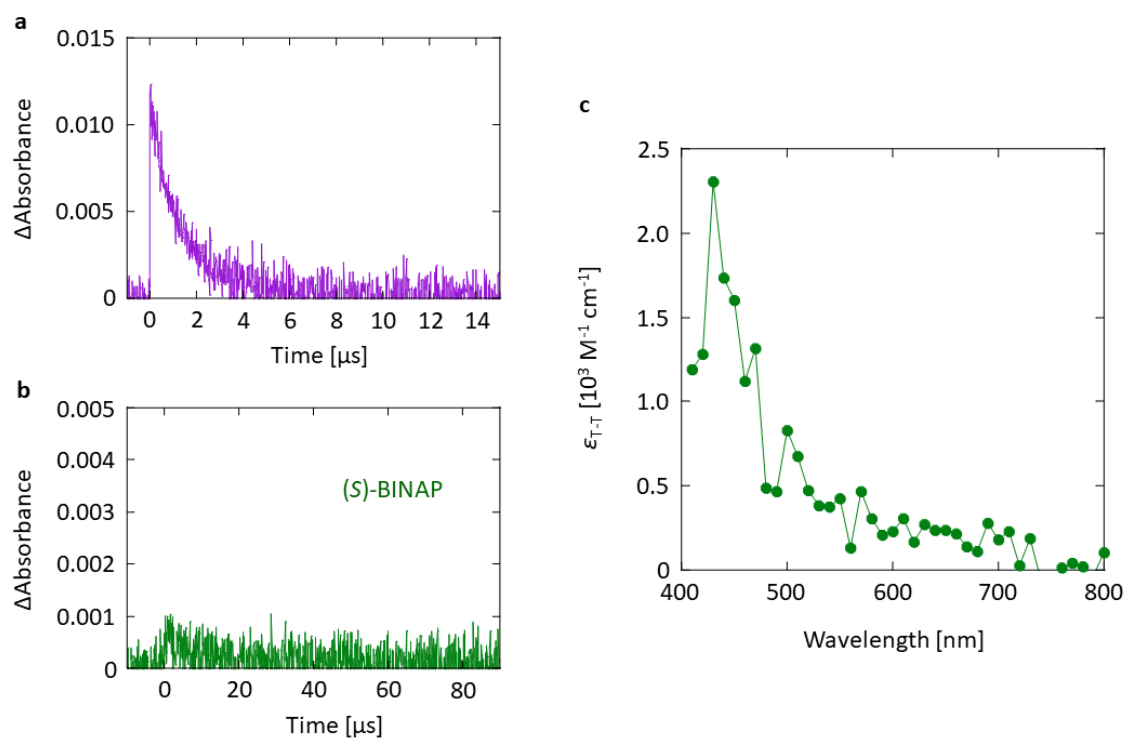 a
0.015
0.010
0.005
0
ΔAbsorbance
0 2 4 6 8 10 12 14
Time [µs]
b
0.005
0.004
0.003
0.002
0.001
0
ΔAbsorbance
(S)-BINAP
0 20 40 60 80
Time [µs]
c
2.5
2.0
1.5
1.0
0.5
0
εT-T [10³ M⁻¹ cm⁻¹]
400 500 600 700 800
Wavelength [nm]